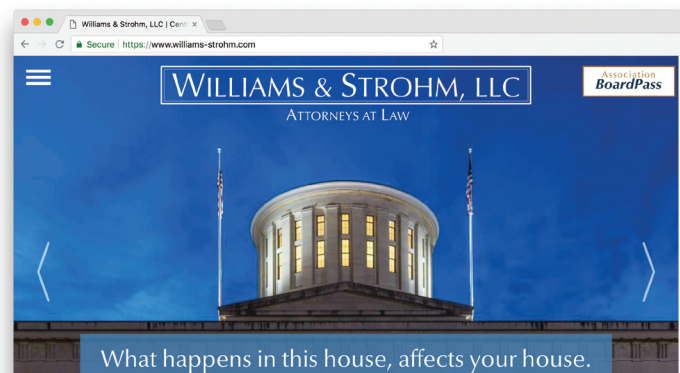 Williams & Strohm, LLC | Centr
Secure | https://www.williams-strohm.com
WILLIAMS & STROHM, LLC
ATTORNEYS AT LAW
Association
BoardPass
What happens in this house, affects your house.